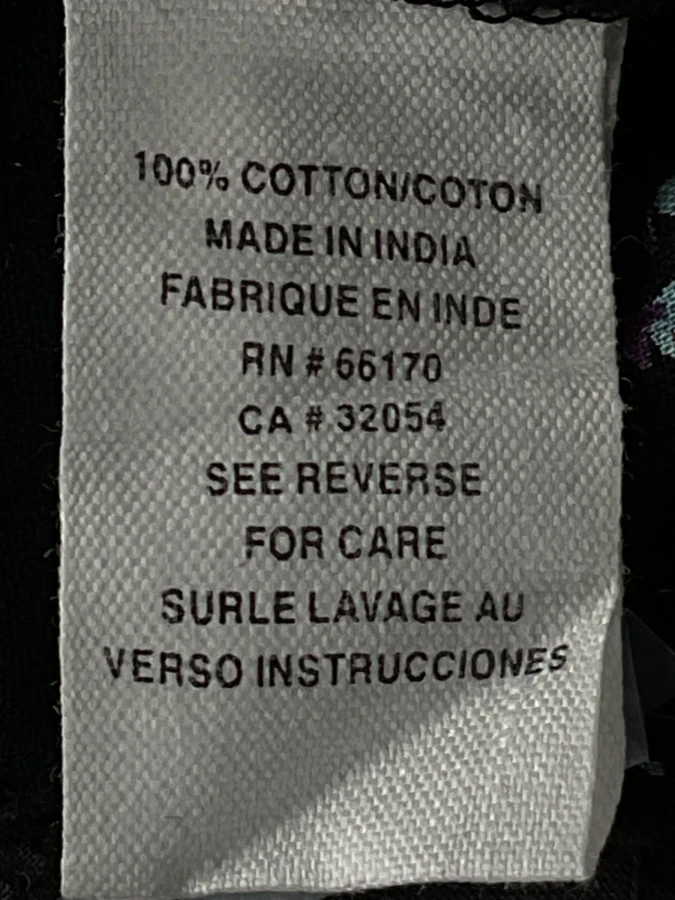 100% COTTON/COTON
MADE IN INDIA
FABRIQUE EN INDE
RN # 66170
CA # 32054
SEE REVERSE
FOR CARE
SURLE LAVAGE AU
VERSO INSTRUCCIONES